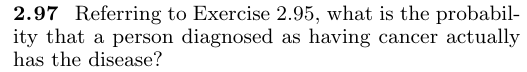 2.97 Referring to Exercise 2.95, what is the probabil-
ity that a person diagnosed as having cancer actually
has the disease?